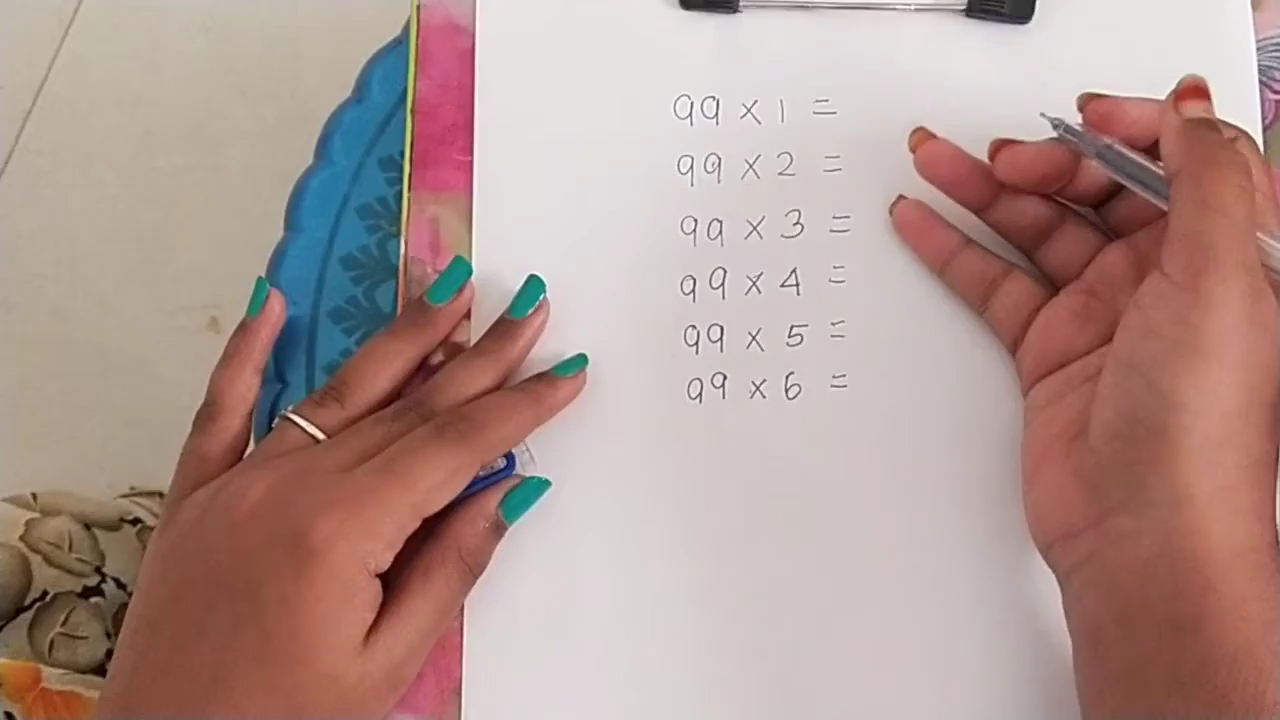 99 × 1 =
99 × 2 =
99 × 3 =
99 × 4 =
99 × 5 =
99 × 6 =